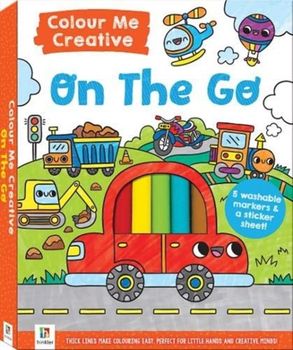 Colour Me
Creative
On The Go
Colour Me Creative
On The Go
5 washable
markers &
a sticker
sheet!
THICK LINES MAKE COLOURING EASY, PERFECT FOR LITTLE HANDS AND CREATIVE MINDS!
H
hinkler